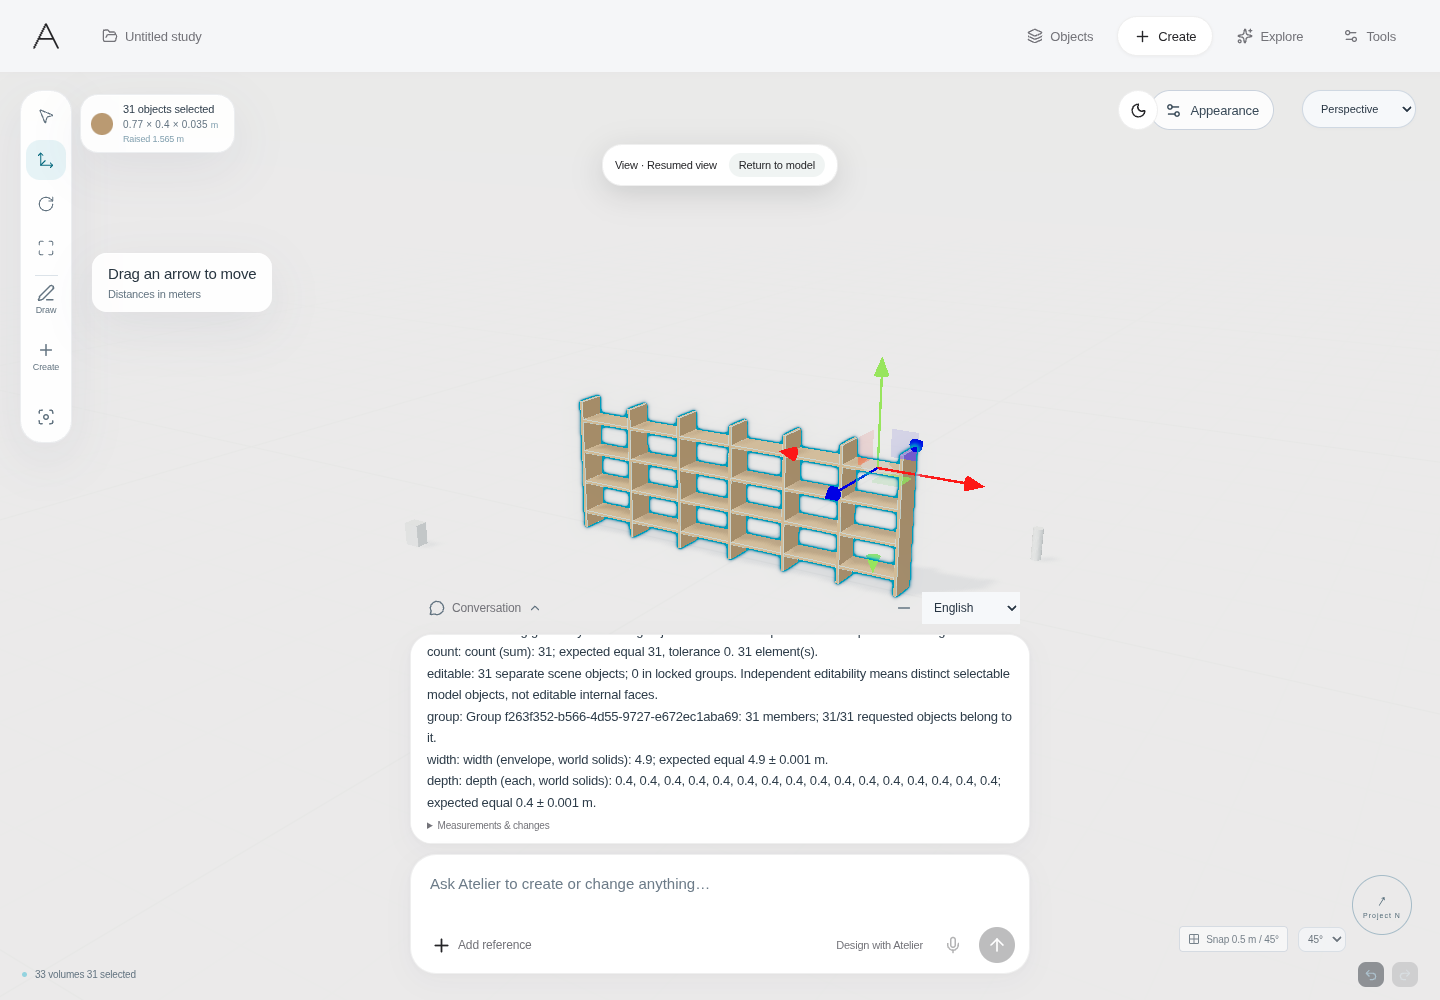 Untitled study
Objects
Create
Explore
Tools
31 objects selected
0.77 × 0.4 × 0.035 m
Raised 1.565 m
Appearance
Perspective
View · Resumed view
Return to model
Drag an arrow to move
Distances in meters
Draw
Create
Conversation
English
count: count (sum): 31; expected equal 31, tolerance 0. 31 element(s).
editable: 31 separate scene objects; 0 in locked groups. Independent editability means distinct selectable
model objects, not editable internal faces.
group: Group f263f352-b566-4d55-9727-e672ec1aba69: 31 members; 31/31 requested objects belong to
it.
width: width (envelope, world solids): 4.9; expected equal 4.9 ± 0.001 m.
depth: depth (each, world solids): 0.4, 0.4, 0.4, 0.4, 0.4, 0.4, 0.4, 0.4, 0.4, 0.4, 0.4, 0.4, 0.4, 0.4, 0.4, 0.4;
expected equal 0.4 ± 0.001 m.
Measurements & changes
Ask Atelier to create or change anything…
Add reference
Design with Atelier
Project N
Snap 0.5 m / 45°
45°
33 volumes 31 selected